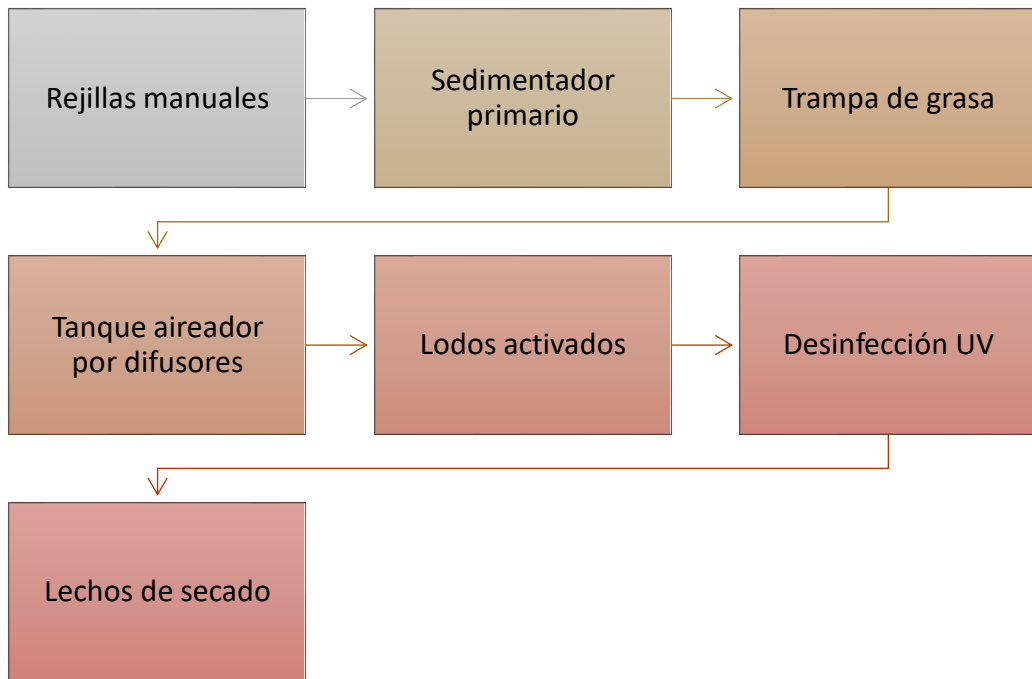 Rejillas manuales
Sedimentador
primario
Trampa de grasa
Tanque aireador
por difusores
Lodos activados
Desinfección UV
Lechos de secado